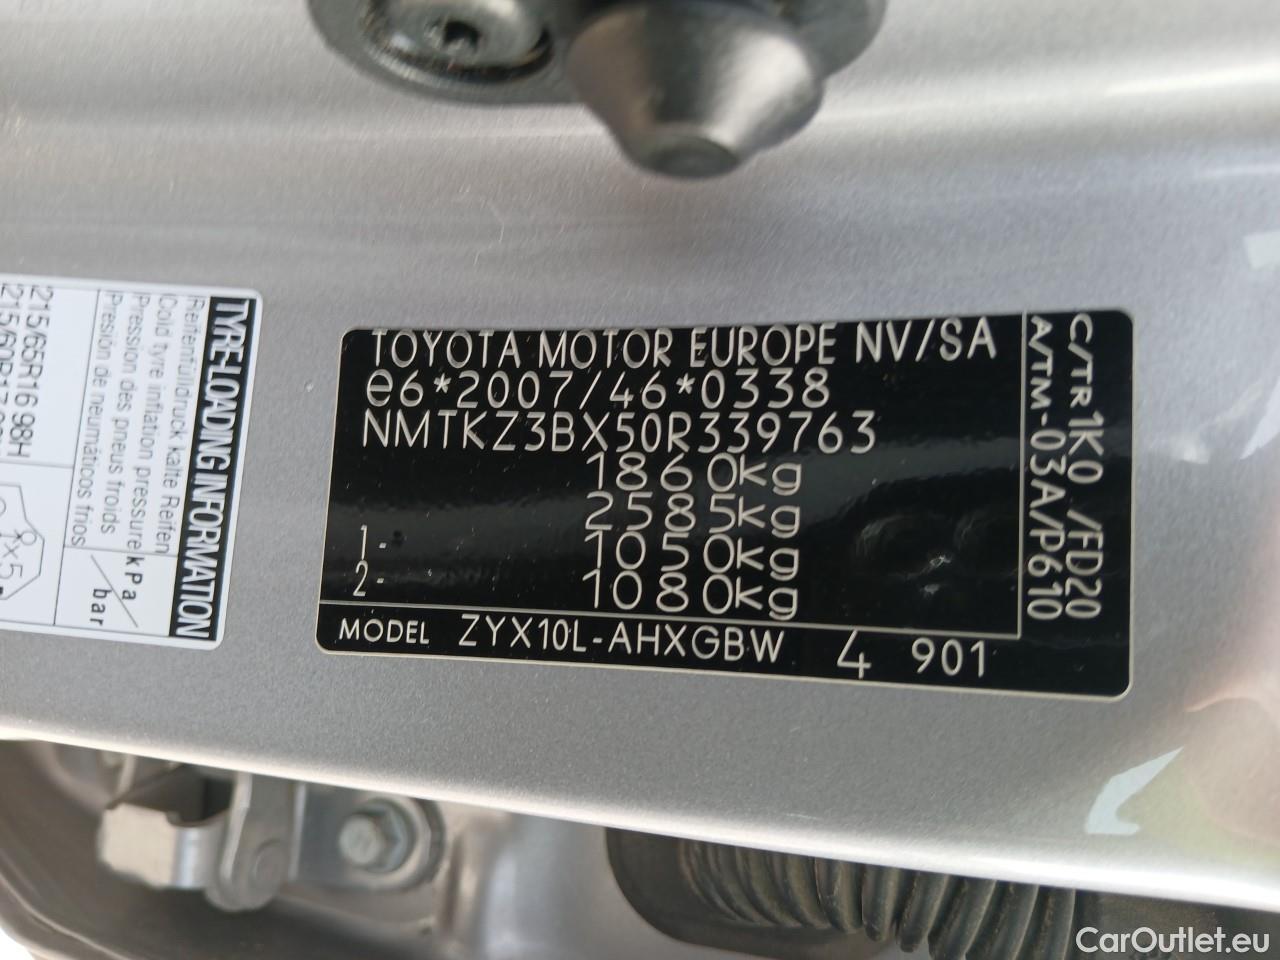 TOYOTA MOTOR EUROPE NV/SA
e6*2007/46*0338
NMTKZ3BX50R339763
1860kg
2585kg
1- 1050kg
2- 1080kg
MODEL ZYX10L-AHXGBW 4 901
C/TR 1K0 /FD20
A/TM-03A/P610
TYRE-LOADING INFORMATION
Reifenfülldruck kalte Reifen
Cold tyre inflation pressure
Pression des pneus froids
Presión de neumáticos fríos
kPa/
bar
215/65R16 98H
CarOutlet.eu